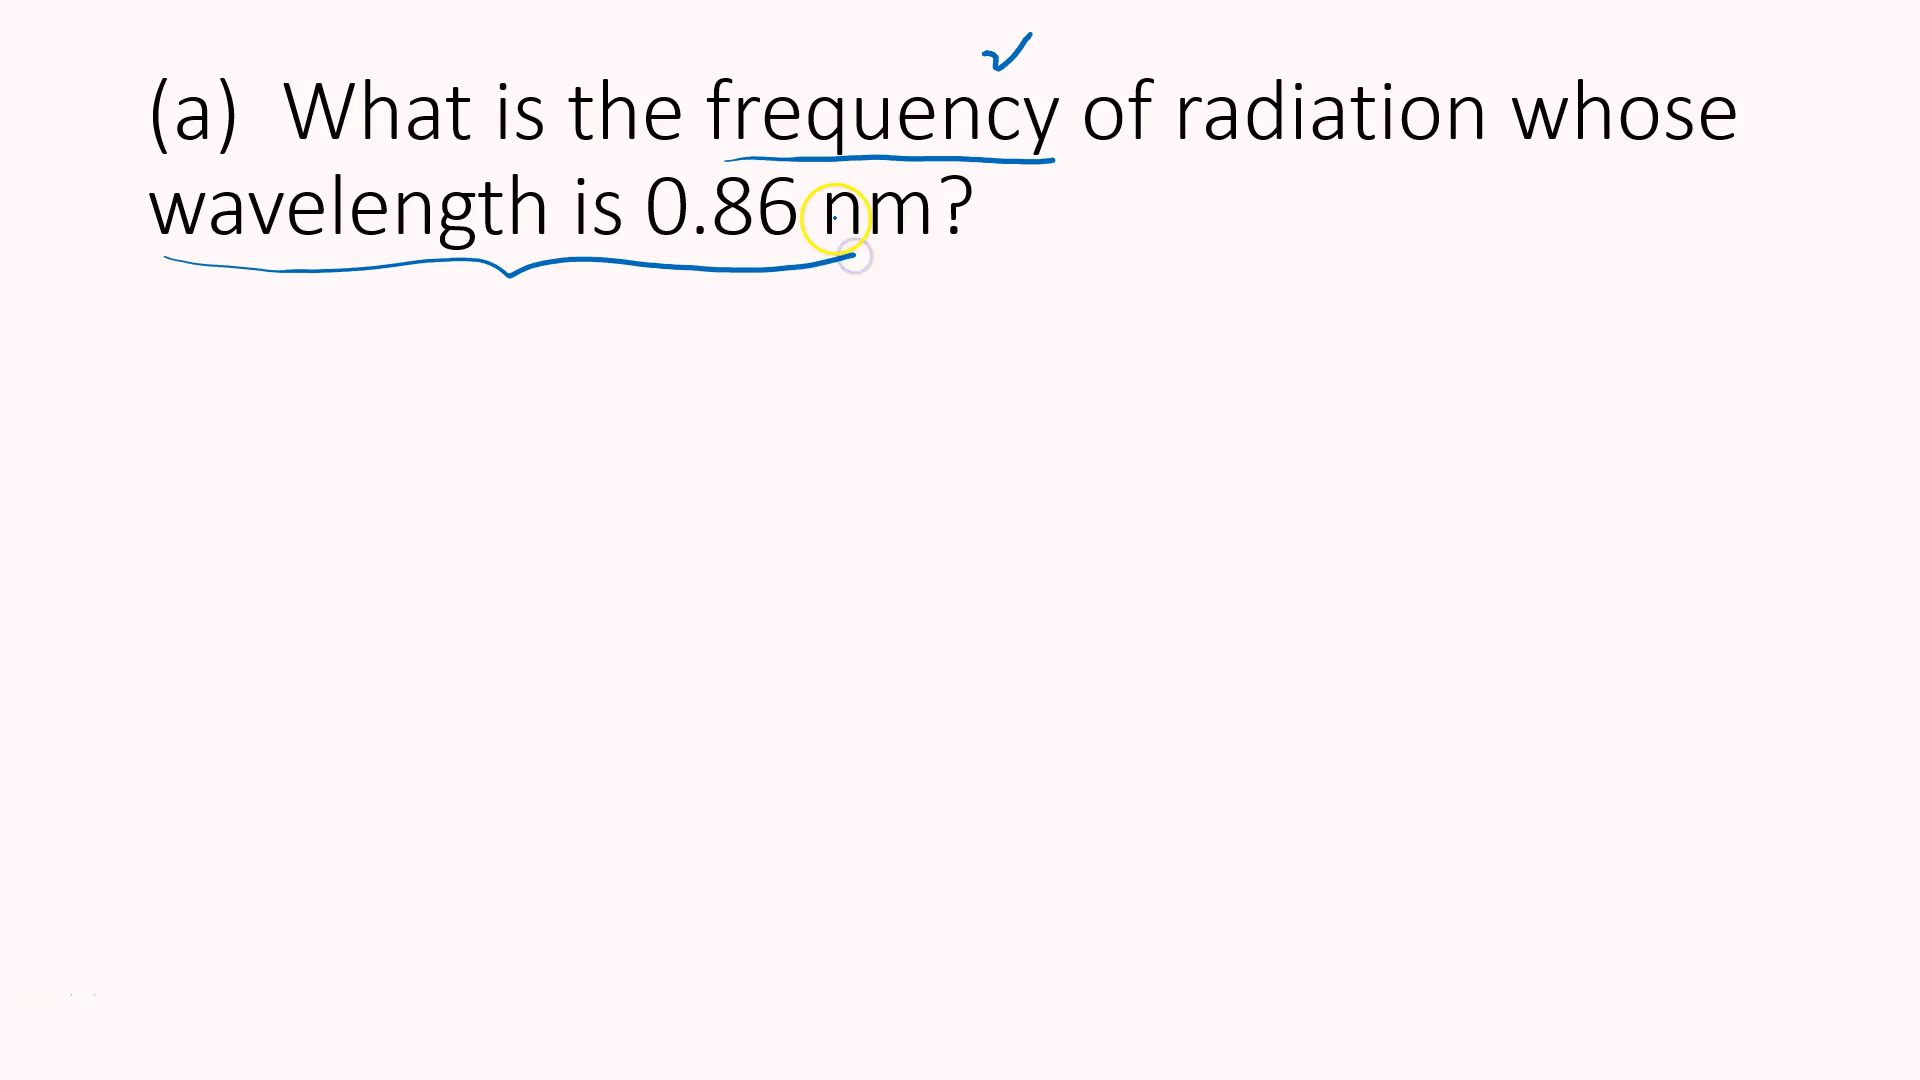 (a) What is the frequency of radiation whose
wavelength is 0.86 nm?